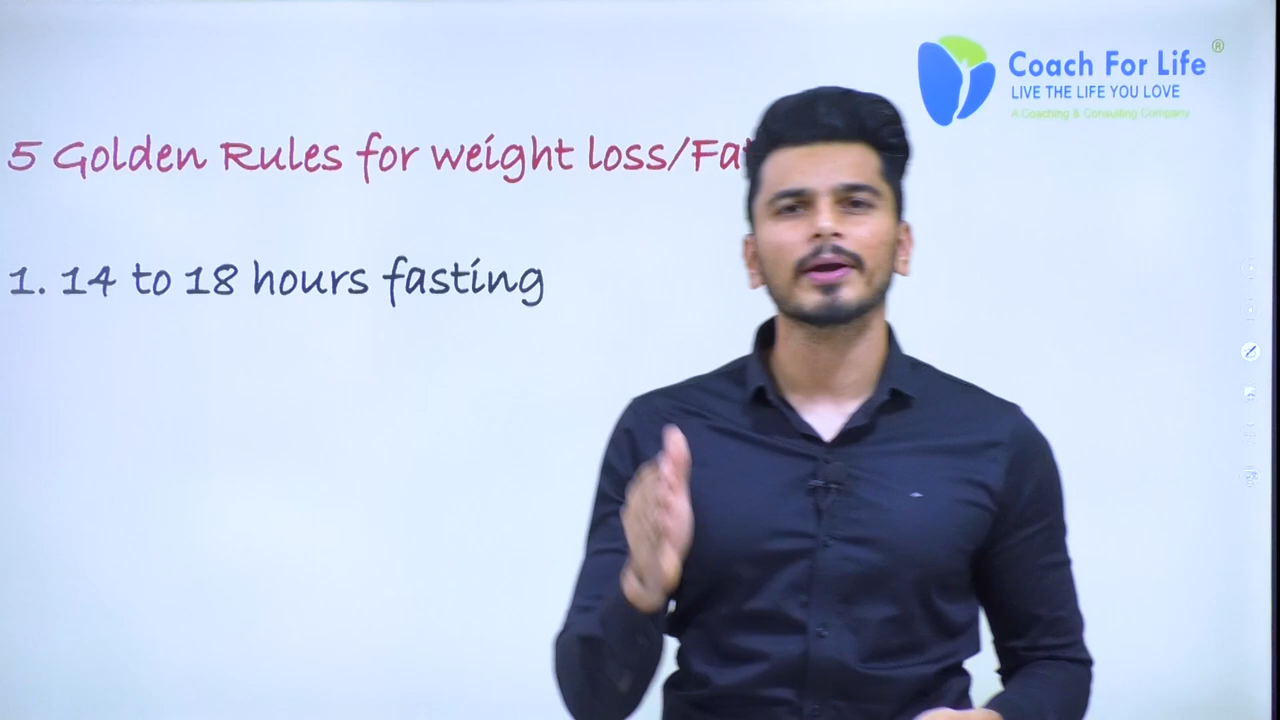 Coach For Life ®
LIVE THE LIFE YOU LOVE
A Coaching & Consulting Company
5 Golden Rules for weight loss/Fat
1. 14 to 18 hours fasting